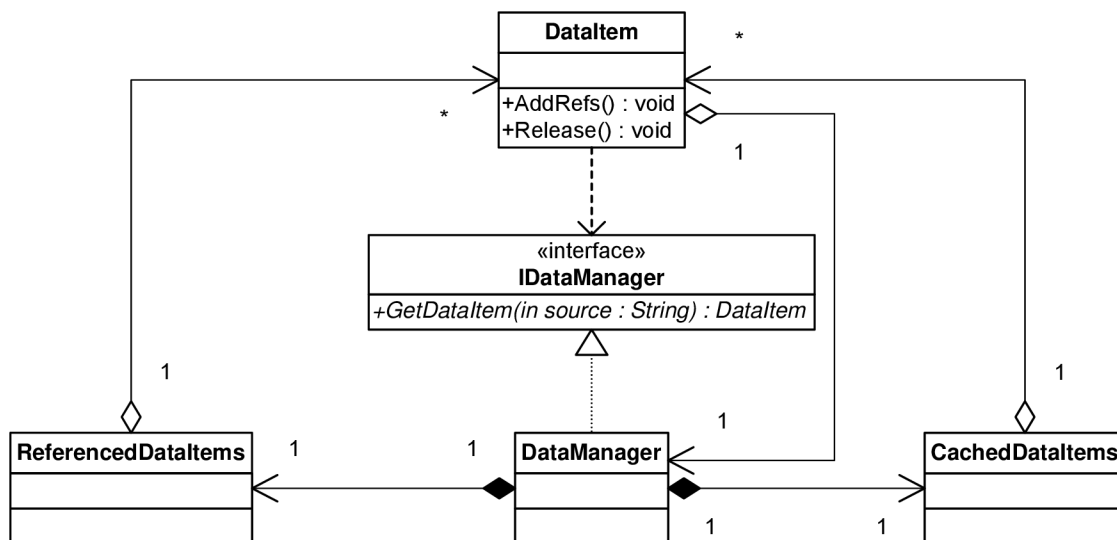 DataItem
*
+AddRefs() : void
*
+Release() : void
1
«interface»
IDataManager
+GetDataItem(in source : String) : DataItem
1
1
1
1
1
ReferencedDataItems
DataManager
CachedDataItems
1
1